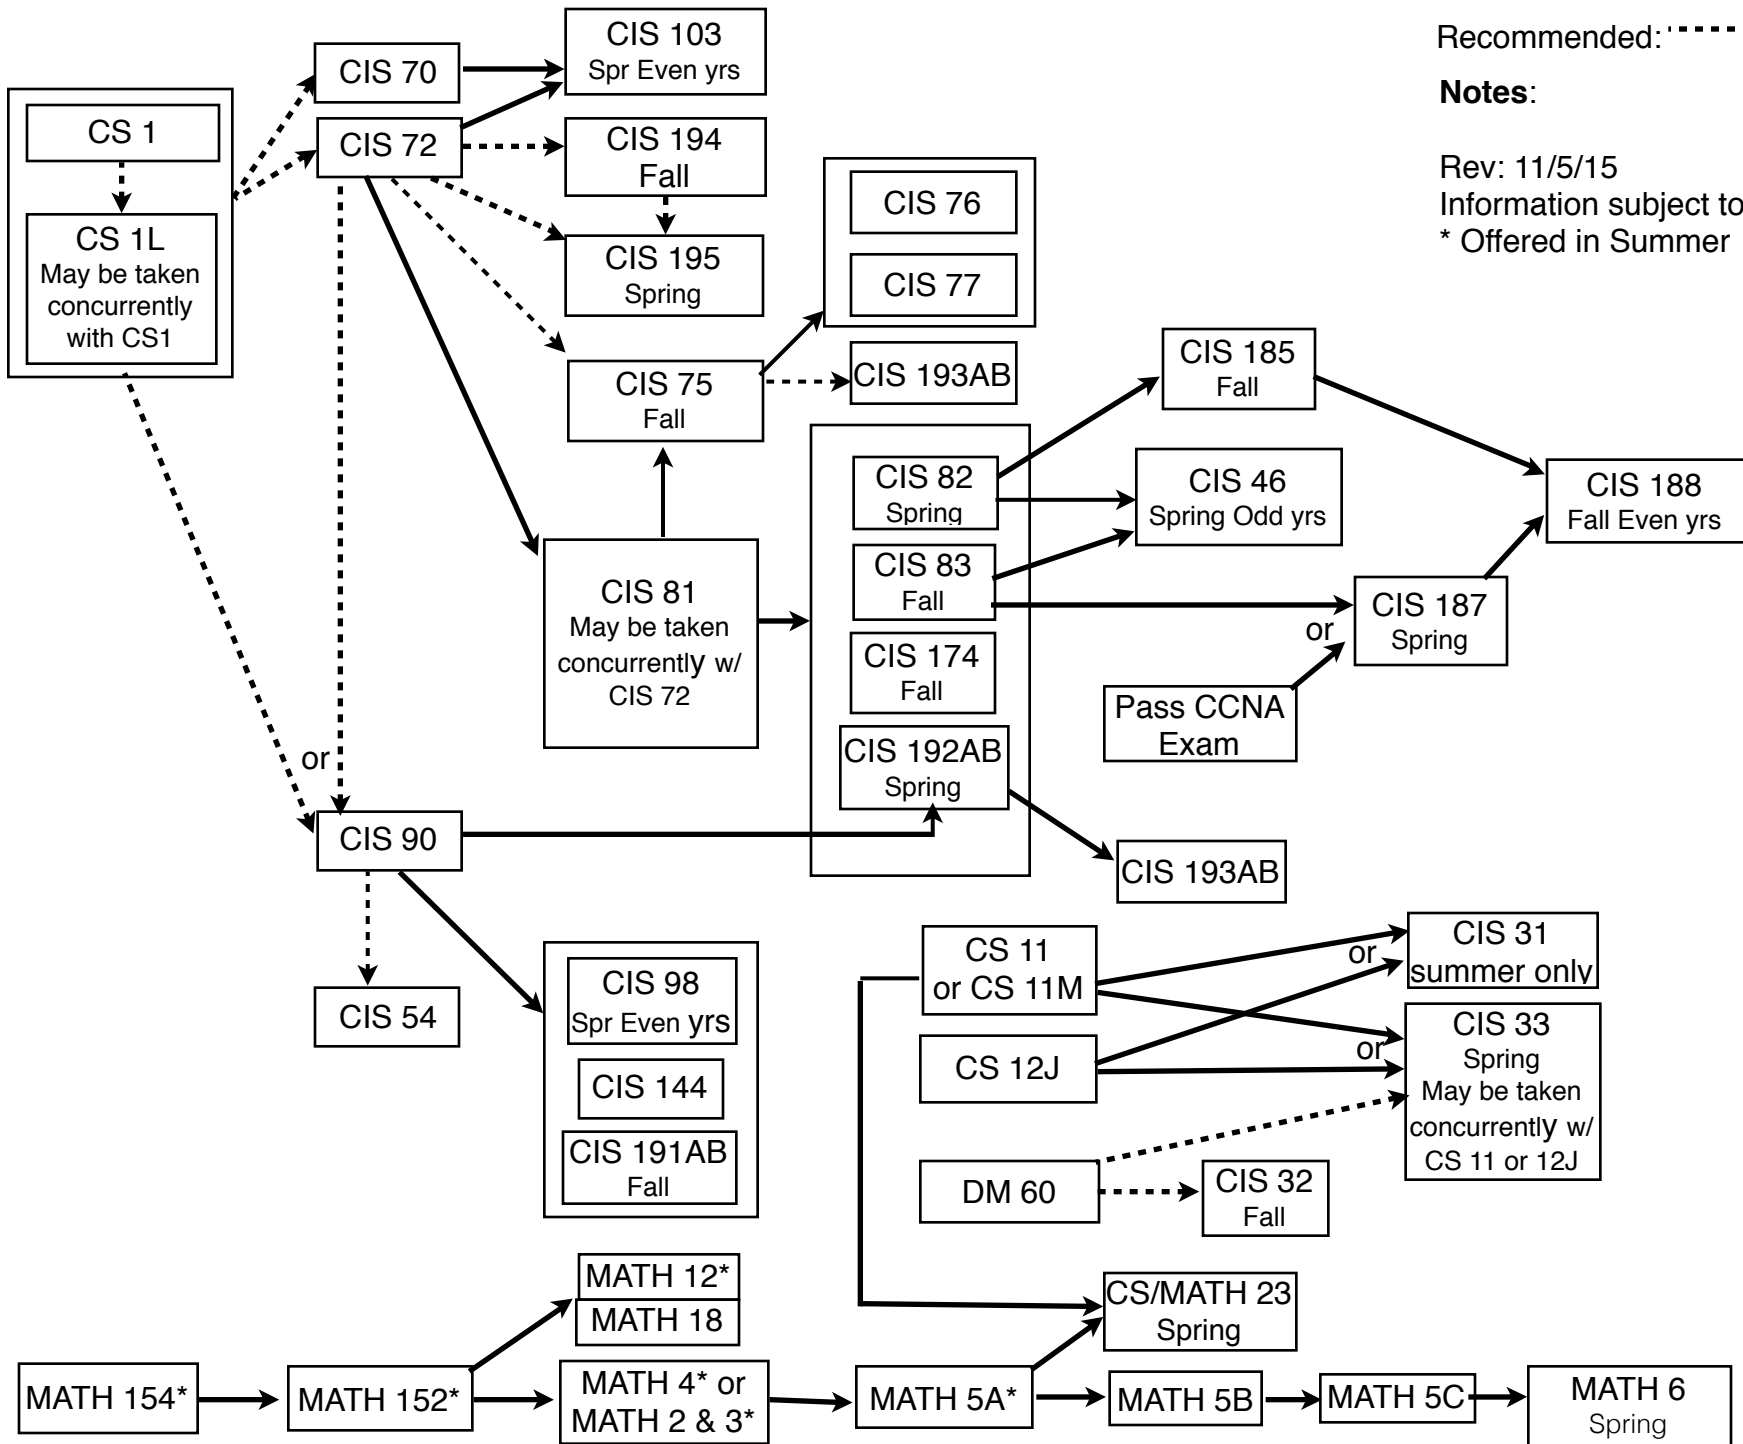 CS 1
CS 1L
May be taken
concurrently
with CS1
CIS 70
CIS 72
CIS 103
Spr Even yrs
CIS 194
Fall
CIS 195
Spring
CIS 75
Fall
CIS 76
CIS 77
CIS 193AB
CIS 81
May be taken
concurrently w/
CIS 72
CIS 82
Spring
CIS 83
Fall
CIS 174
Fall
CIS 192AB
Spring
CIS 185
Fall
CIS 46
Spring Odd yrs
CIS 188
Fall Even yrs
CIS 187
Spring
or
Pass CCNA
Exam
CIS 193AB
or
CIS 90
CIS 54
CIS 98
Spr Even yrs
CIS 144
CIS 191AB
Fall
CS 11
or CS 11M
CS 12J
DM 60
or
CIS 31
summer only
or
CIS 33
Spring
May be taken
concurrently w/
CS 11 or 12J
CIS 32
Fall
CS/MATH 23
Spring
MATH 12*
MATH 18
MATH 154*
MATH 152*
MATH 4* or
MATH 2 & 3*
MATH 5A*
MATH 5B
MATH 5C
MATH 6
Spring
Recommended:
Notes:
Rev: 11/5/15
Information subject to
* Offered in Summer